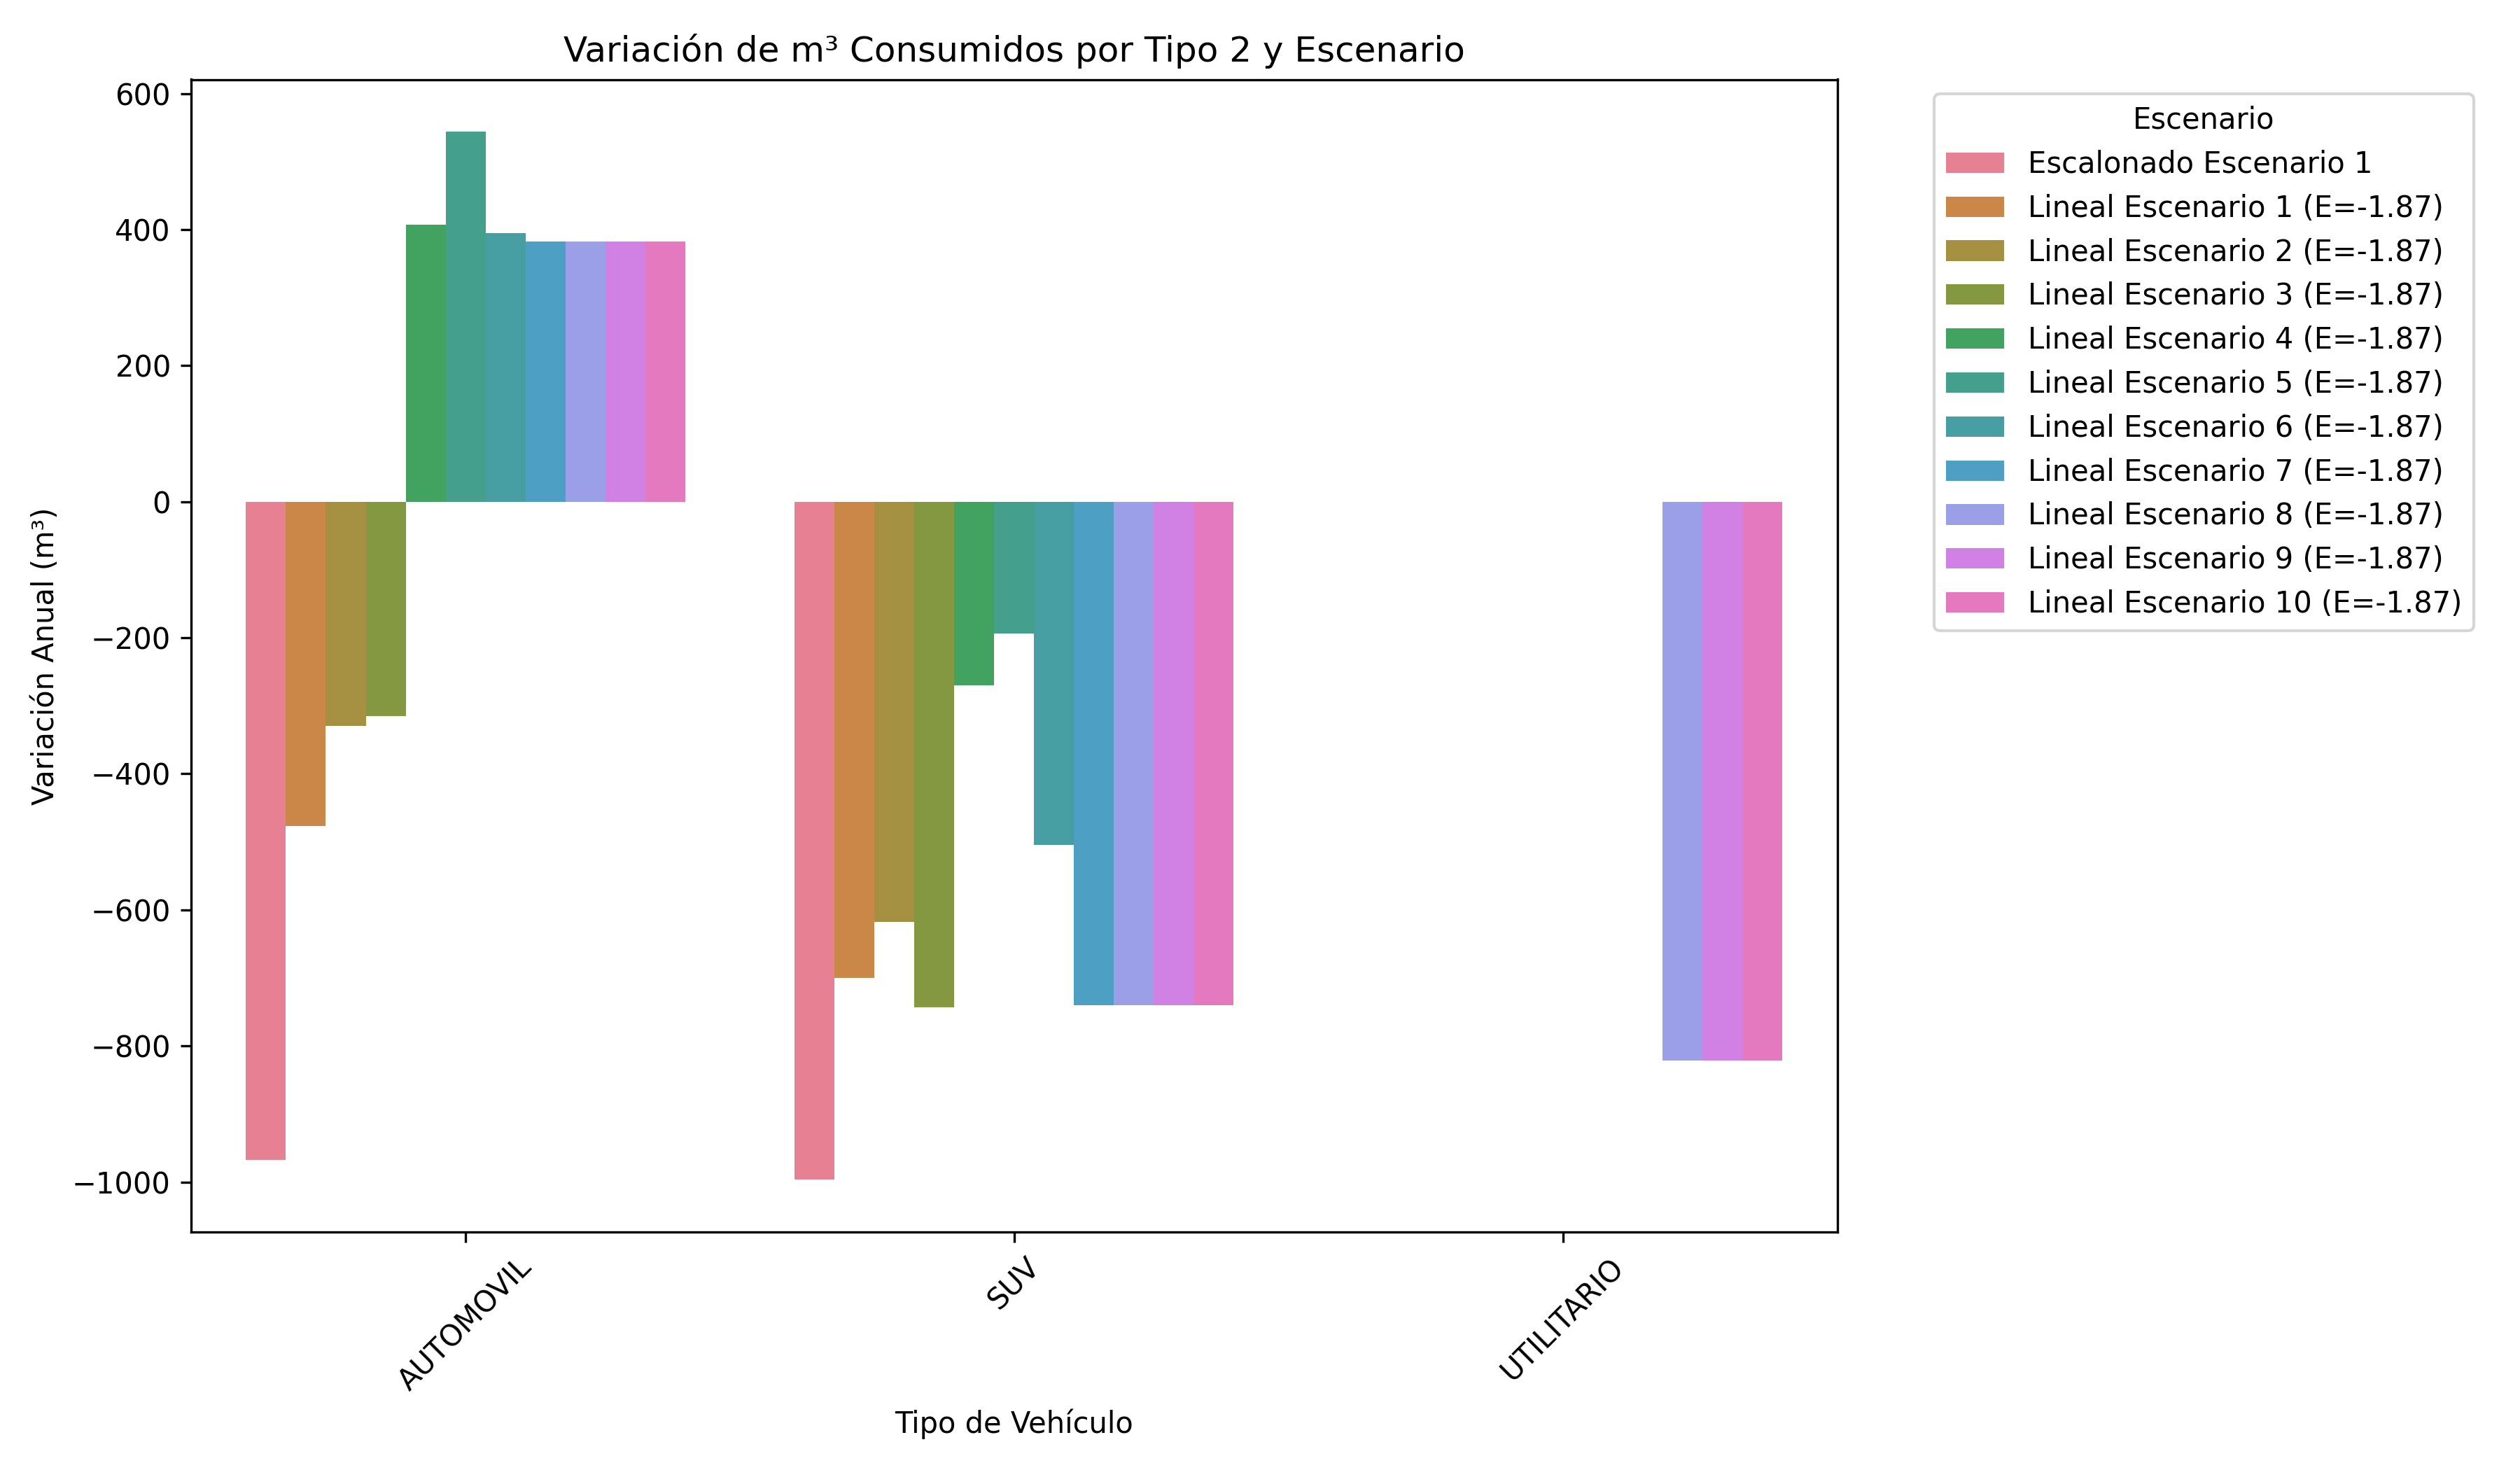 Variación de m³ Consumidos por Tipo 2 y Escenario
Variación Anual (m³)
600
400
200
0
−200
−400
−600
−800
−1000
AUTOMOVIL
SUV
UTILITARIO
Tipo de Vehículo
Escenario
Escalonado Escenario 1
Lineal Escenario 1 (E=-1.87)
Lineal Escenario 2 (E=-1.87)
Lineal Escenario 3 (E=-1.87)
Lineal Escenario 4 (E=-1.87)
Lineal Escenario 5 (E=-1.87)
Lineal Escenario 6 (E=-1.87)
Lineal Escenario 7 (E=-1.87)
Lineal Escenario 8 (E=-1.87)
Lineal Escenario 9 (E=-1.87)
Lineal Escenario 10 (E=-1.87)